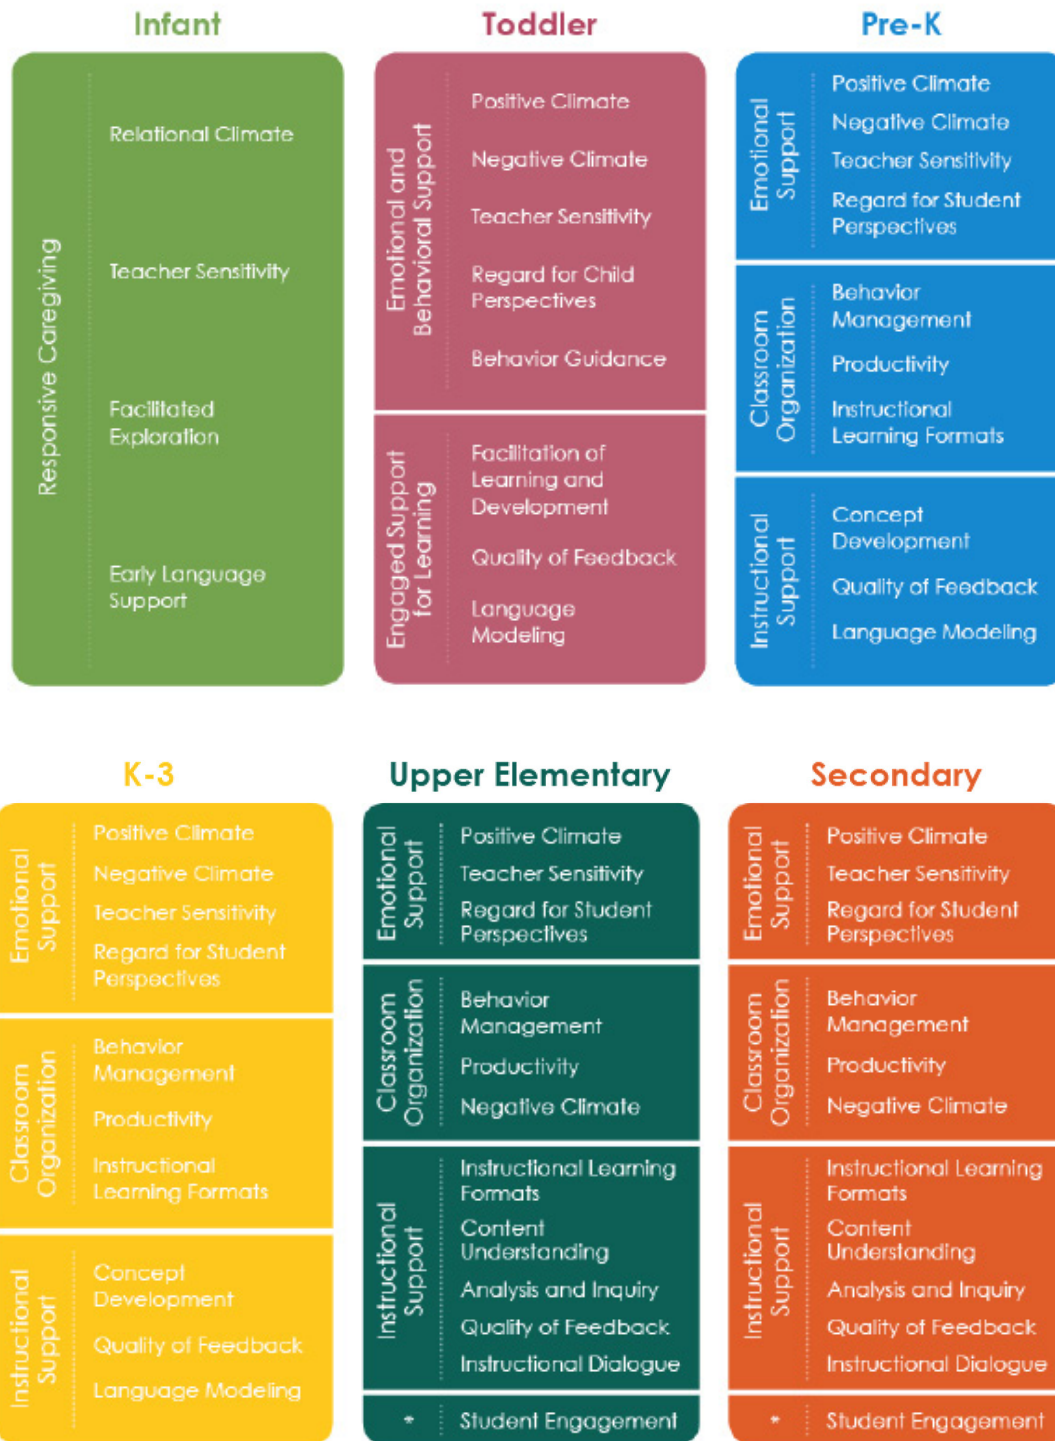 Infant
Responsive Caregiving
Relational Climate
Teacher Sensitivity
Facilitated
Exploration
Early Language
Support
Toddler
Emotional and
Behavioral Support
Positive Climate
Negative Climate
Teacher Sensitivity
Regard for Child
Perspectives
Behavior Guidance
Engaged Support
for Learning
Facilitation of
Learning and
Development
Quality of Feedback
Language
Modeling
Pre-K
Emotional
Support
Positive Climate
Negative Climate
Teacher Sensitivity
Regard for Student
Perspectives
Classroom
Organization
Behavior
Management
Productivity
Instructional
Learning Formats
Instructional
Support
Concept
Development
Quality of Feedback
Language Modeling
K-3
Emotional
Support
Positive Climate
Negative Climate
Teacher Sensitivity
Regard for Student
Perspectives
Classroom
Organization
Behavior
Management
Productivity
Instructional
Learning Formats
Instructional
Support
Concept
Development
Quality of Feedback
Language Modeling
Upper Elementary
Emotional
Support
Positive Climate
Teacher Sensitivity
Regard for Student
Perspectives
Classroom
Organization
Behavior
Management
Productivity
Negative Climate
Instructional
Support
Instructional Learning
Formats
Content
Understanding
Analysis and Inquiry
Quality of Feedback
Instructional Dialogue
* Student Engagement
Secondary
Emotional
Support
Positive Climate
Teacher Sensitivity
Regard for Student
Perspectives
Classroom
Organization
Behavior
Management
Productivity
Negative Climate
Instructional
Support
Instructional Learning
Formats
Content
Understanding
Analysis and Inquiry
Quality of Feedback
Instructional Dialogue
* Student Engagement